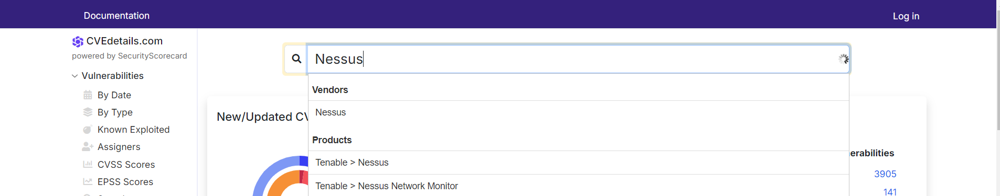 Documentation
Log in
CVEdetails.com
powered by SecurityScorecard
Vulnerabilities
By Date
By Type
Known Exploited
Assigners
CVSS Scores
EPSS Scores
Nessus
Vendors
Nessus
Products
Tenable > Nessus
Tenable > Nessus Network Monitor
New/Updated CV
erabilities
3905
141